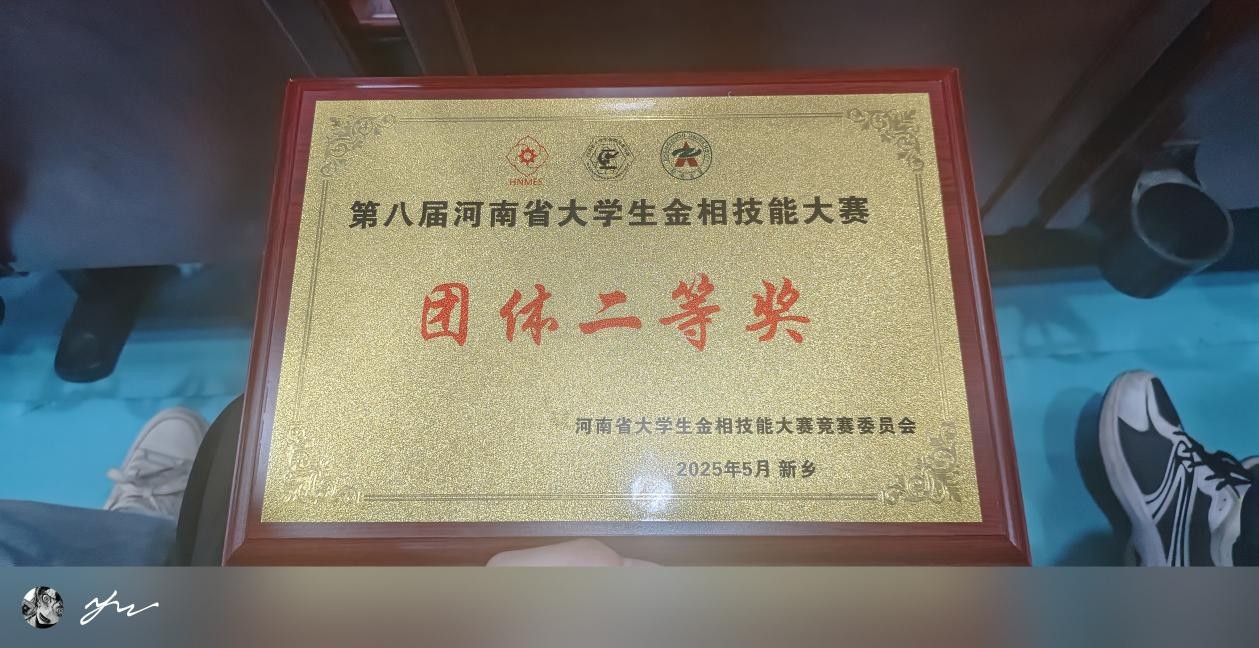 HNMES
第八届河南省大学生金相技能大赛
团体二等奖
河南省大学生金相技能大赛竞赛委员会
2025年5月 新乡